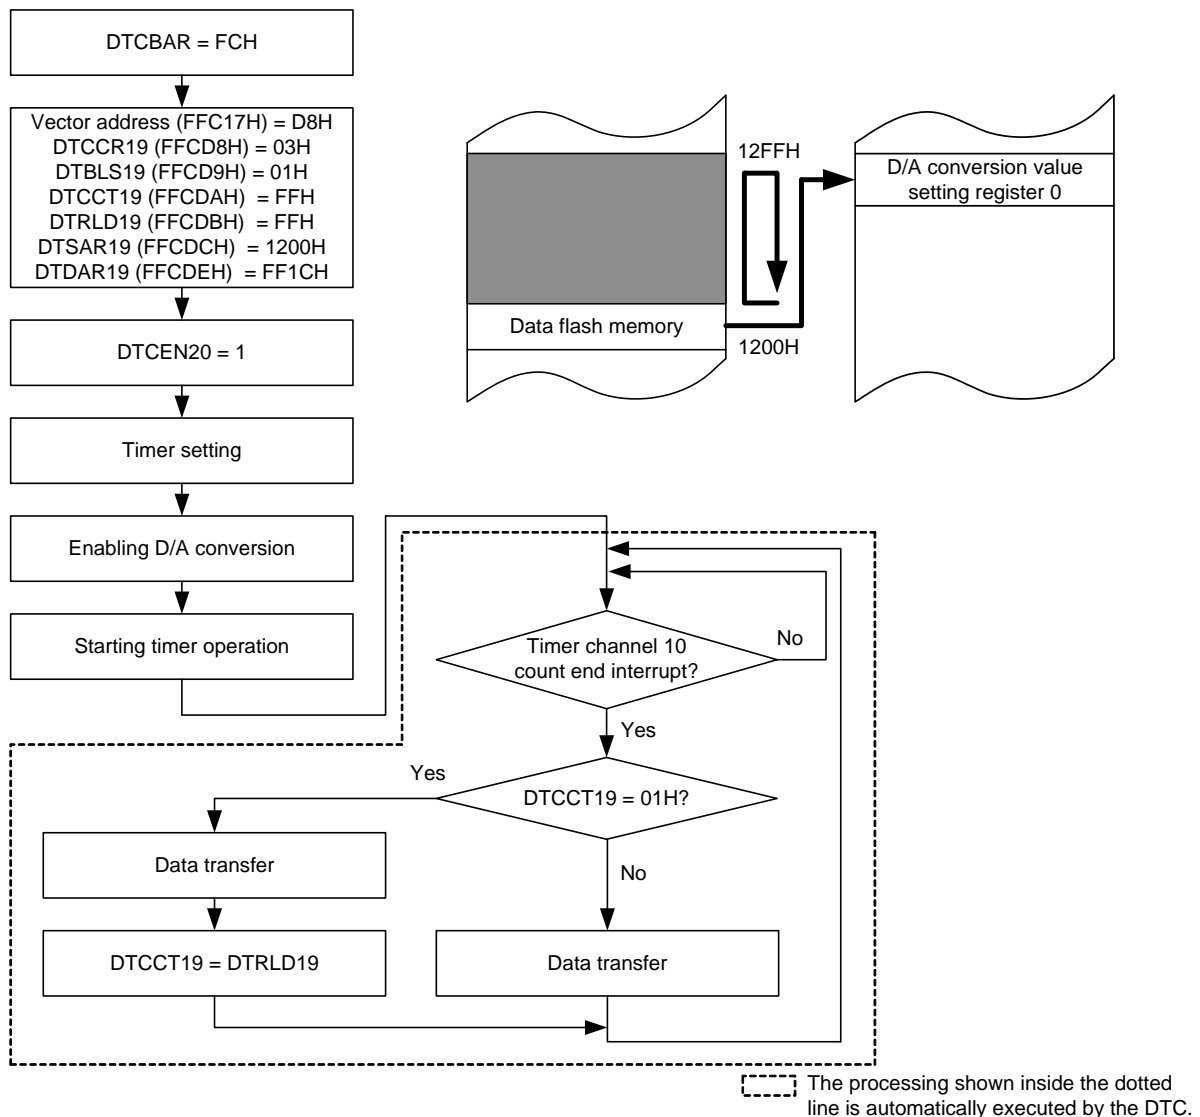 DTCBAR = FCH
Vector address (FFC17H) = D8H
DTCCR19 (FFCD8H) = 03H
DTBLS19 (FFCD9H) = 01H
DTCCT19 (FFCDAH) = FFH
DTRLD19 (FFCDBH) = FFH
DTSAR19 (FFCDCH) = 1200H
DTDAR19 (FFCDEH) = FF1CH
DTCEN20 = 1
Timer setting
Enabling D/A conversion
Starting timer operation
12FFH
D/A conversion value
setting register 0
Data flash memory
1200H
Timer channel 10
count end interrupt?
No
Yes
DTCCT19 = 01H?
Yes
No
Data transfer
DTCCT19 = DTRLD19
Data transfer
The processing shown inside the dotted
line is automatically executed by the DTC.